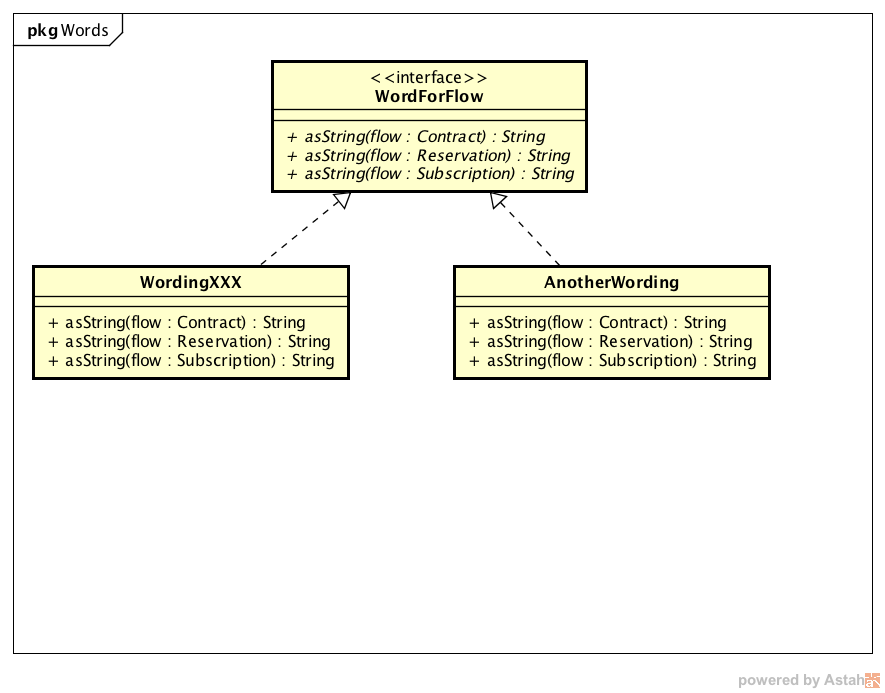 pkg Words
<<interface>>
WordForFlow
+ asString(flow : Contract) : String
+ asString(flow : Reservation) : String
+ asString(flow : Subscription) : String
WordingXXX
+ asString(flow : Contract) : String
+ asString(flow : Reservation) : String
+ asString(flow : Subscription) : String
AnotherWording
+ asString(flow : Contract) : String
+ asString(flow : Reservation) : String
+ asString(flow : Subscription) : String
powered by Astah